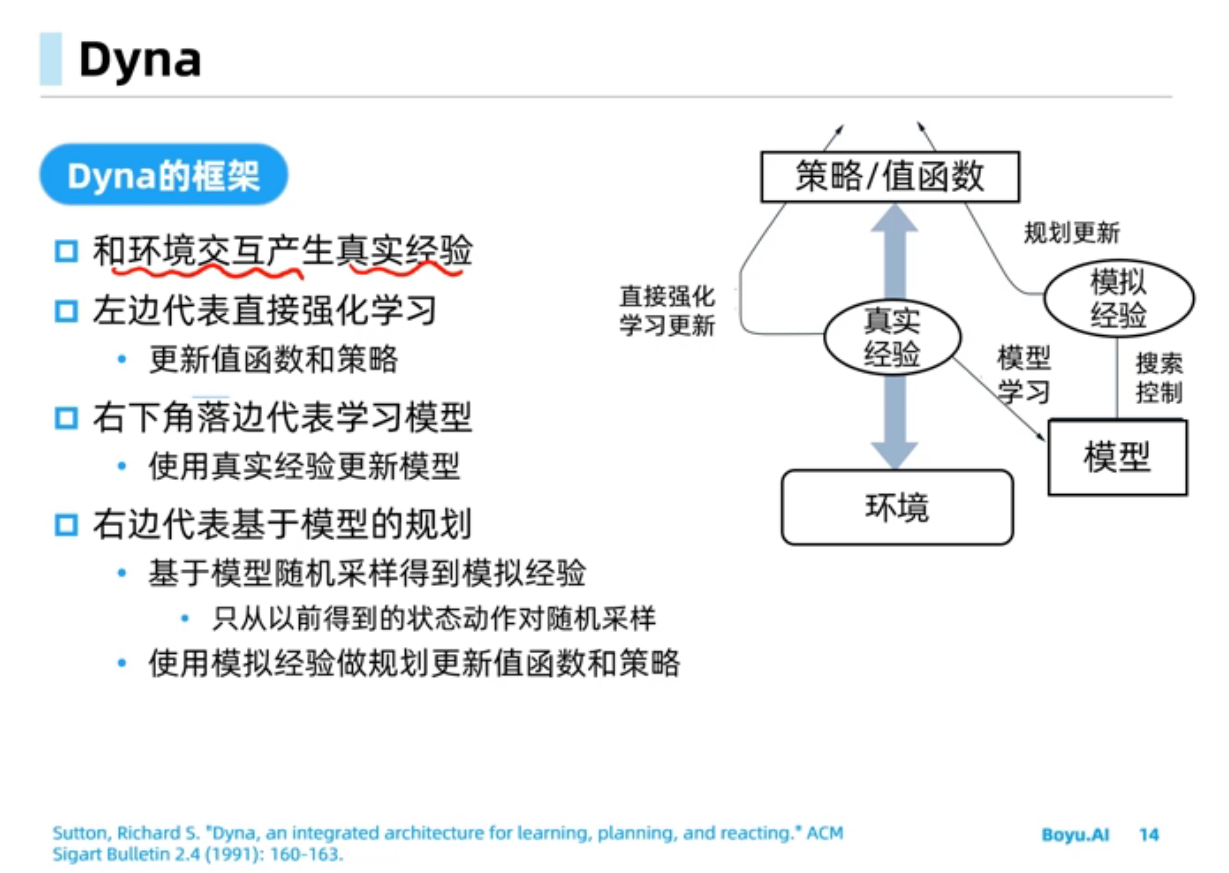 Dyna
Dyna的框架
和环境交互产生真实经验
左边代表直接强化学习
更新值函数和策略
右下角落边代表学习模型
使用真实经验更新模型
右边代表基于模型的规划
基于模型随机采样得到模拟经验
只从以前得到的状态动作对随机采样
使用模拟经验做规划更新值函数和策略
策略/值函数
规划更新
模拟
经验
直接强化
学习更新
真实
经验
模型
学习
搜索
控制
模型
环境
Sutton, Richard S. "Dyna, an integrated architecture for learning, planning, and reacting." ACM
Sigart Bulletin 2.4 (1991): 160-163.
Boyu.AI 14